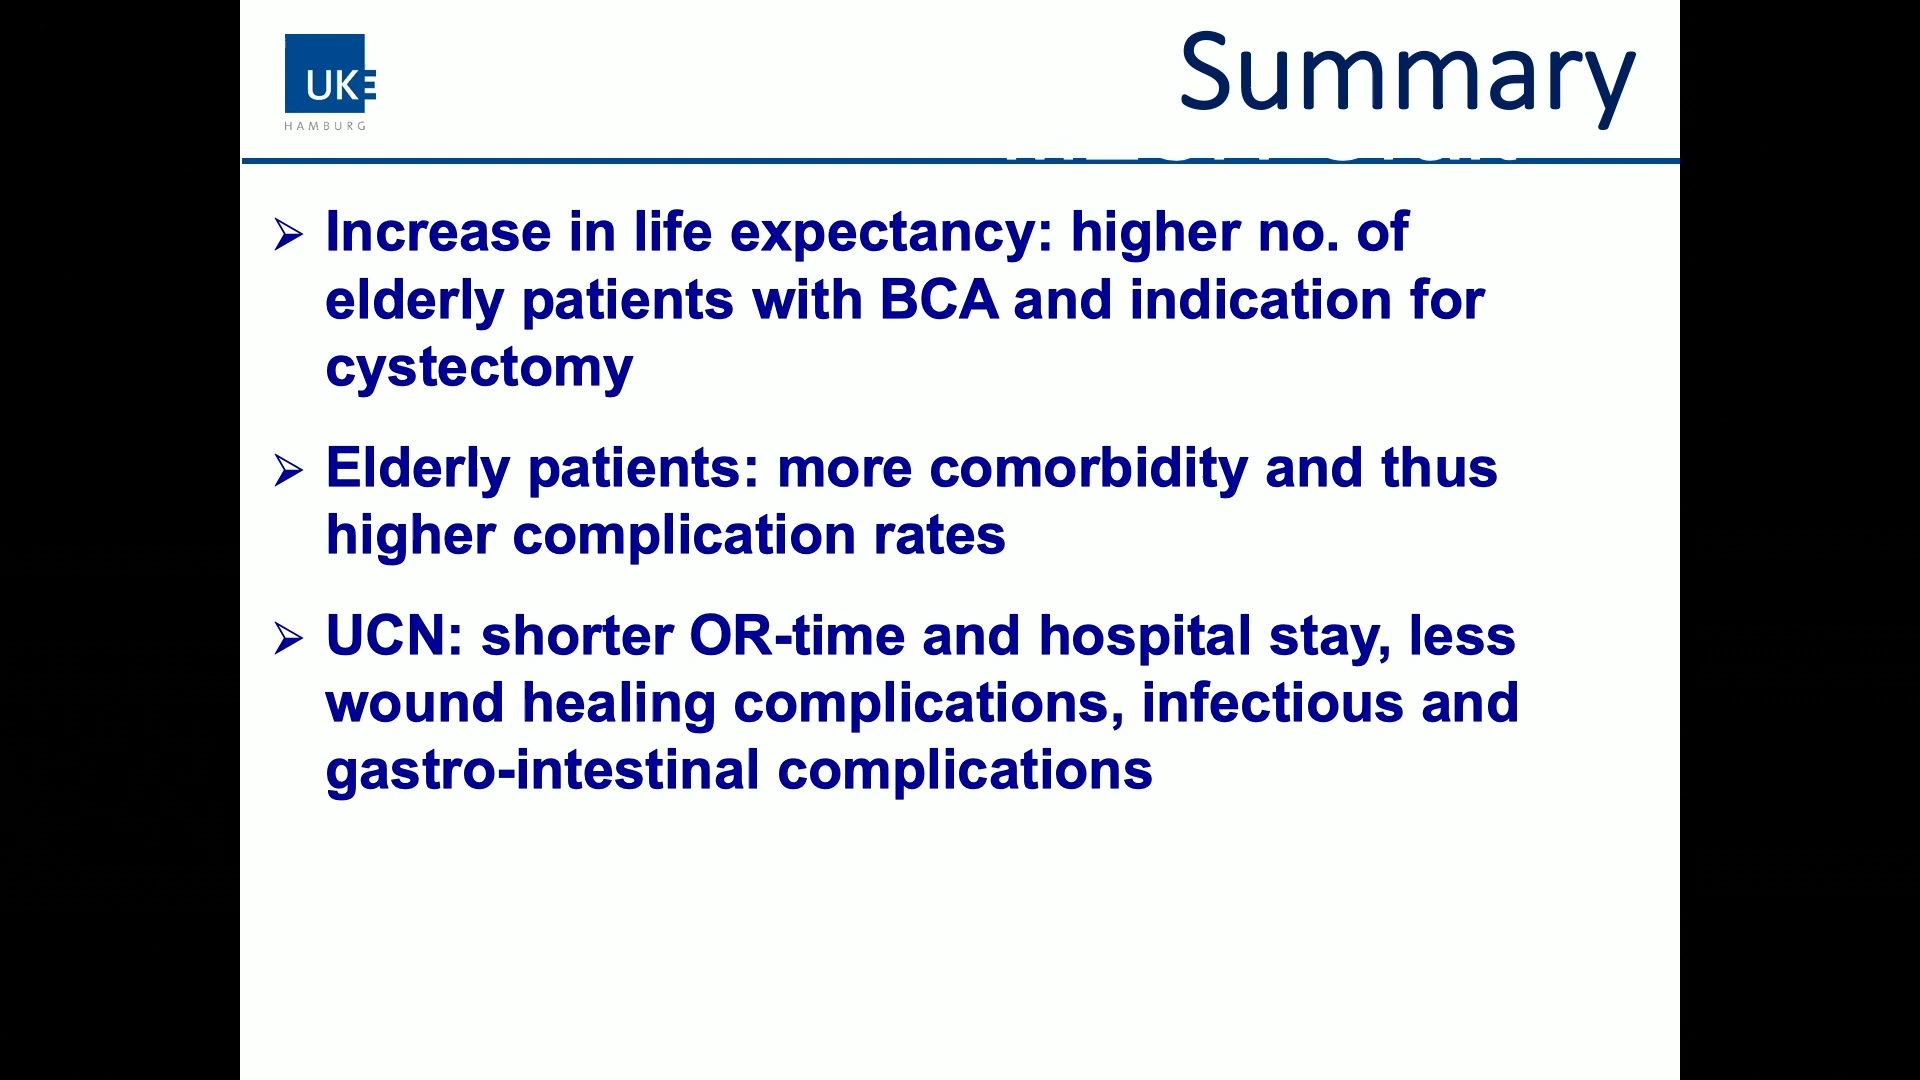 UKE
HAMBURG
Summary
Increase in life expectancy: higher no. of
elderly patients with BCA and indication for
cystectomy
Elderly patients: more comorbidity and thus
higher complication rates
UCN: shorter OR-time and hospital stay, less
wound healing complications, infectious and
gastro-intestinal complications